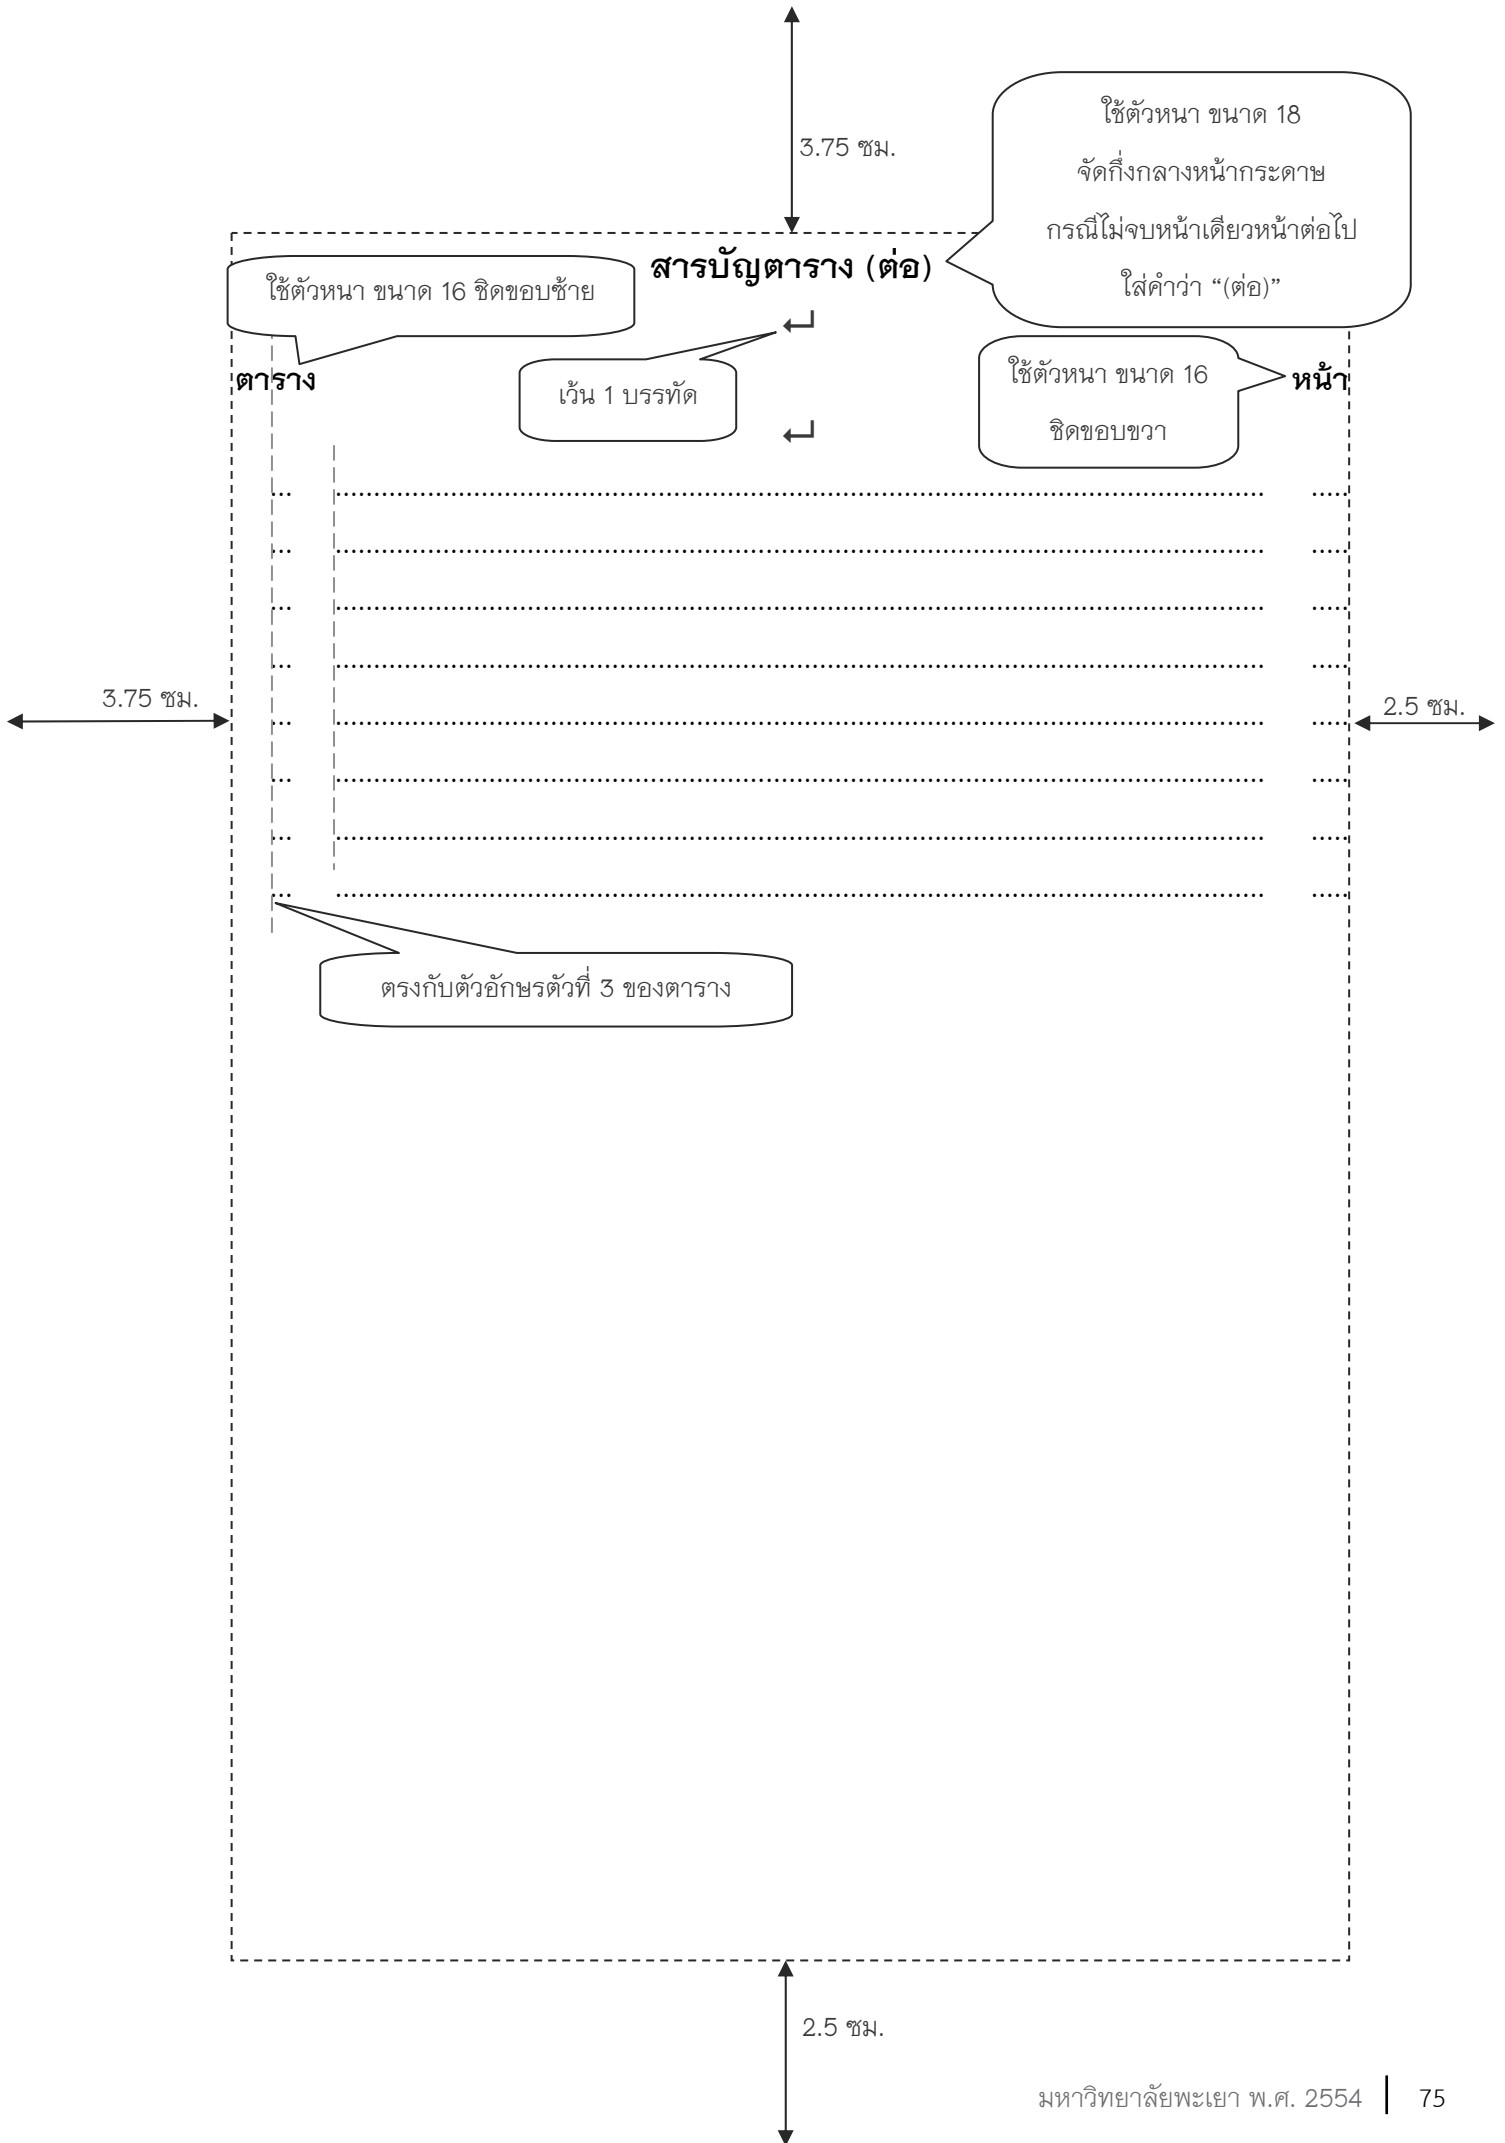 3.75 ซม.
ใช้ตัวหนา ขนาด 18
จัดกึ่งกลางหน้ากระดาษ
กรณีไม่จบหน้าเดียวหน้าต่อไป
ใส่คำว่า “(ต่อ)”
สารบัญตาราง (ต่อ)
ใช้ตัวหนา ขนาด 16 ชิดขอบซ้าย
ตาราง
เว้น 1 บรรทัด
ใช้ตัวหนา ขนาด 16
ชิดขอบขวา
หน้า
... ........................................................................................................................... .....
... ........................................................................................................................... .....
... ........................................................................................................................... .....
... ........................................................................................................................... .....
3.75 ซม.
2.5 ซม.
... ........................................................................................................................... .....
... ........................................................................................................................... .....
... ........................................................................................................................... .....
... ........................................................................................................................... .....
ตรงกับตัวอักษรตัวที่ 3 ของตาราง
2.5 ซม.
มหาวิทยาลัยพะเยา พ.ศ. 2554 | 75